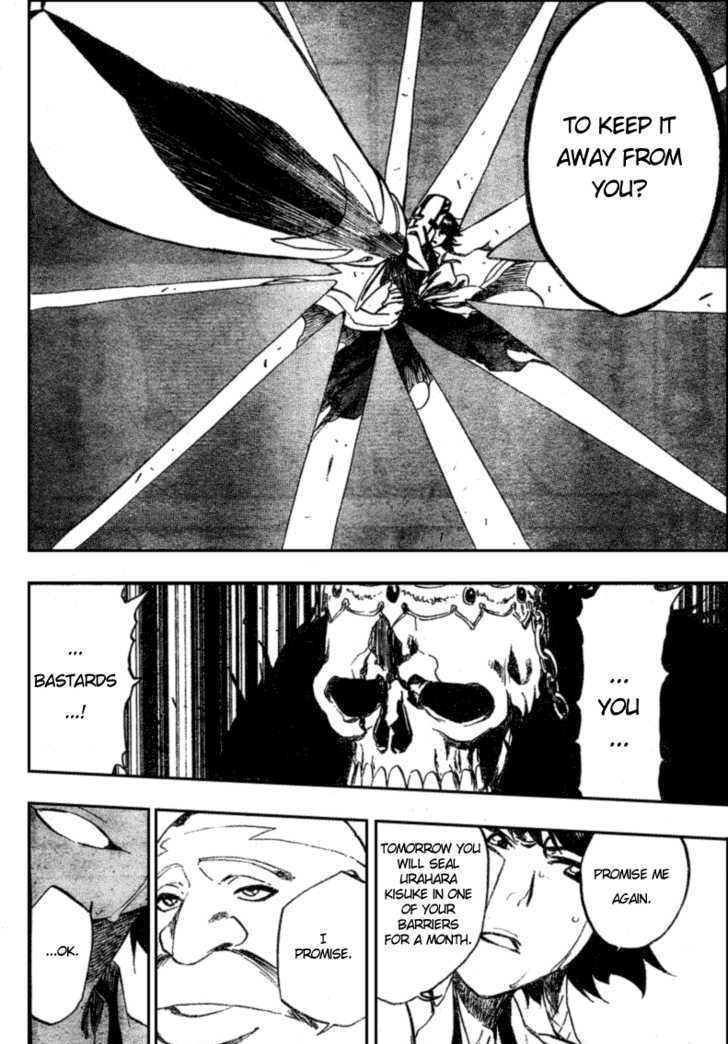 TO KEEP IT
AWAY FROM
YOU?
...
YOU
...
...
BASTARDS
...!
PROMISE ME
AGAIN.
TOMORROW YOU
WILL SEAL
URAHARA
KISUKE IN ONE
OF YOUR
BARRIERS
FOR A MONTH.
I
PROMISE.
...OK.